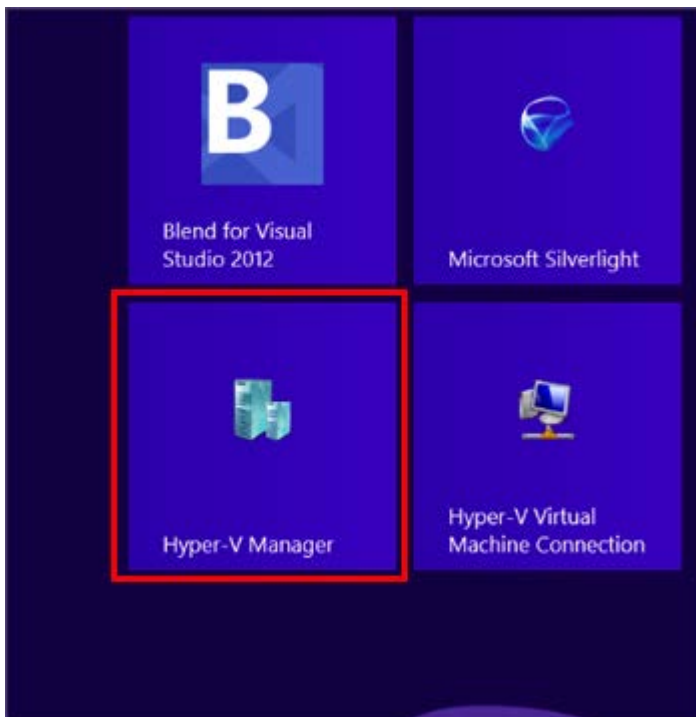 B
Blend for Visual
Studio 2012
Microsoft Silverlight
Hyper-V Manager
Hyper-V Virtual
Machine Connection